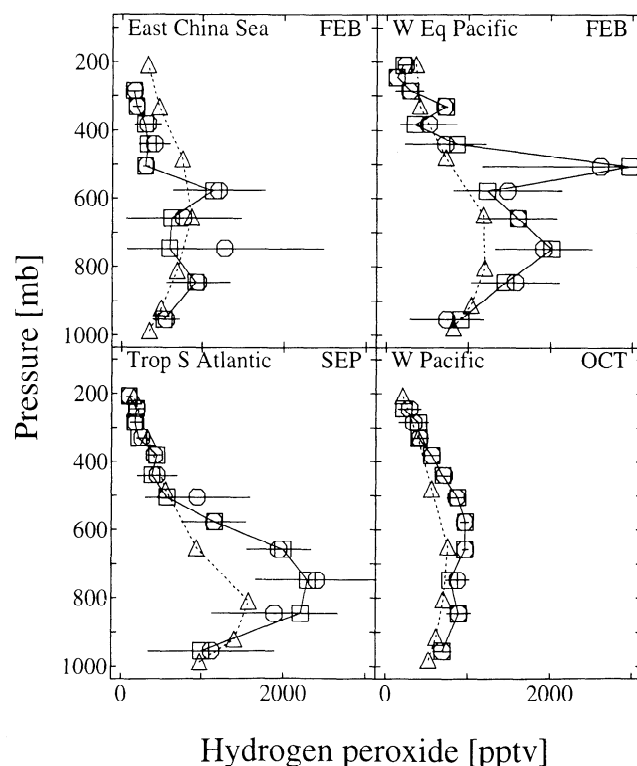 East China Sea FEB
W Eq Pacific FEB
200
400
600
800
1000
Trop S Atlantic SEP
W Pacific OCT
200
400
600
800
1000
0 2000
0 2000
Pressure [mb]
Hydrogen peroxide [pptv]